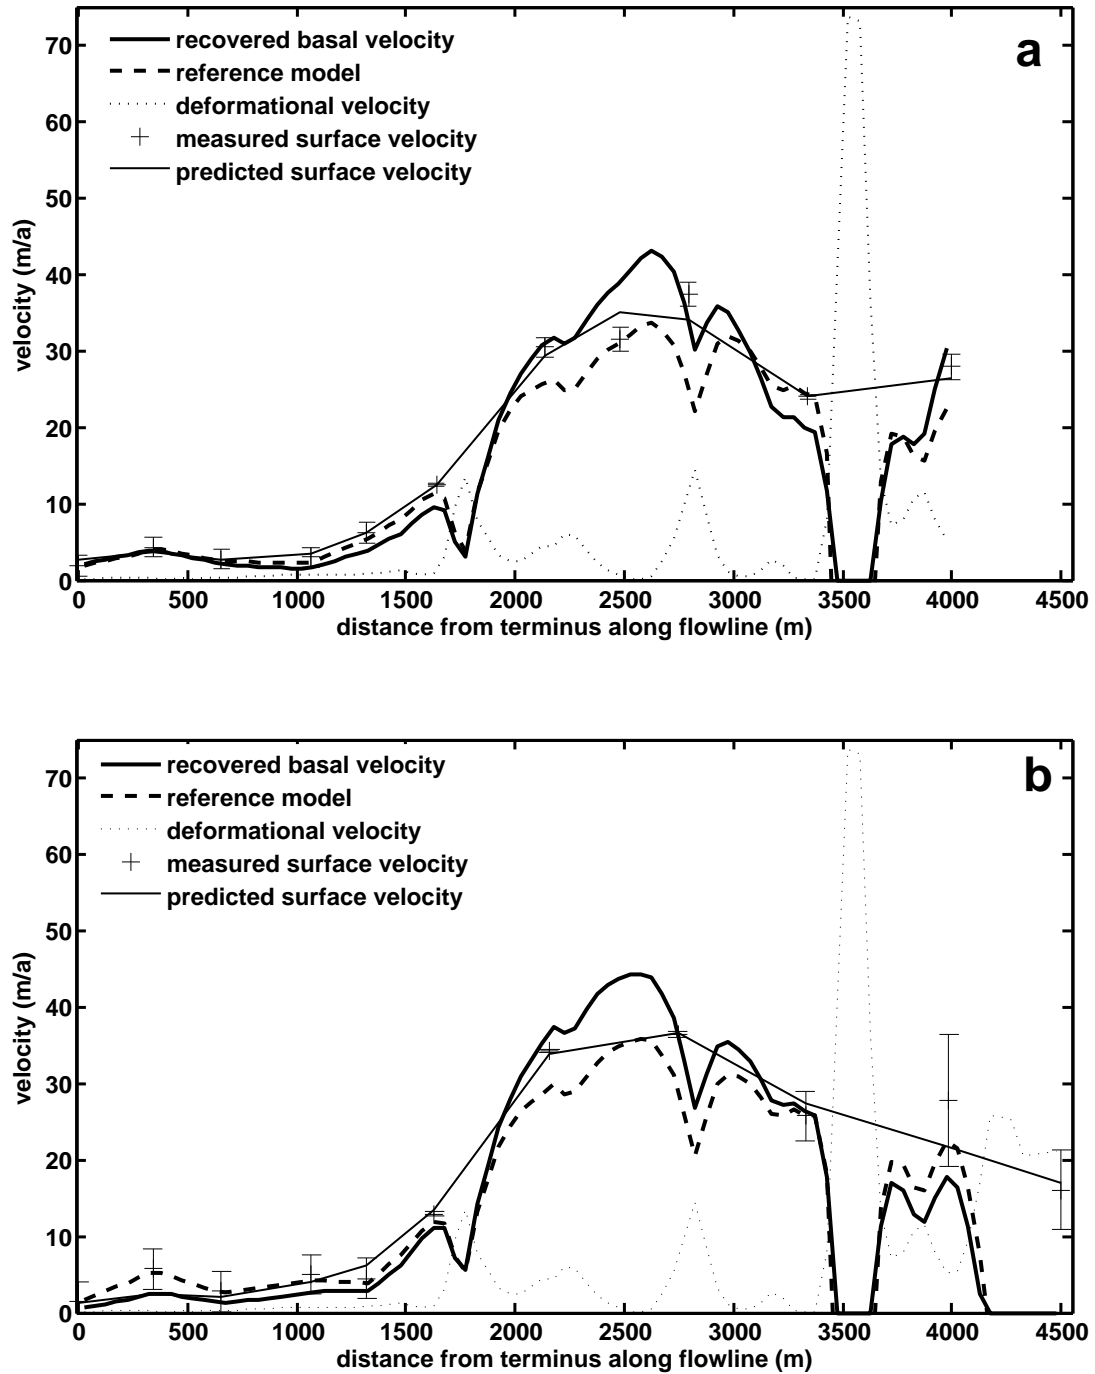 a
recovered basal velocity
reference model
deformational velocity
measured surface velocity
predicted surface velocity
velocity (m/a)
70
60
50
40
30
20
10
0
0 500 1000 1500 2000 2500 3000 3500 4000 4500
distance from terminus along flowline (m)
b
recovered basal velocity
reference model
deformational velocity
measured surface velocity
predicted surface velocity
velocity (m/a)
70
60
50
40
30
20
10
0
0 500 1000 1500 2000 2500 3000 3500 4000 4500
distance from terminus along flowline (m)